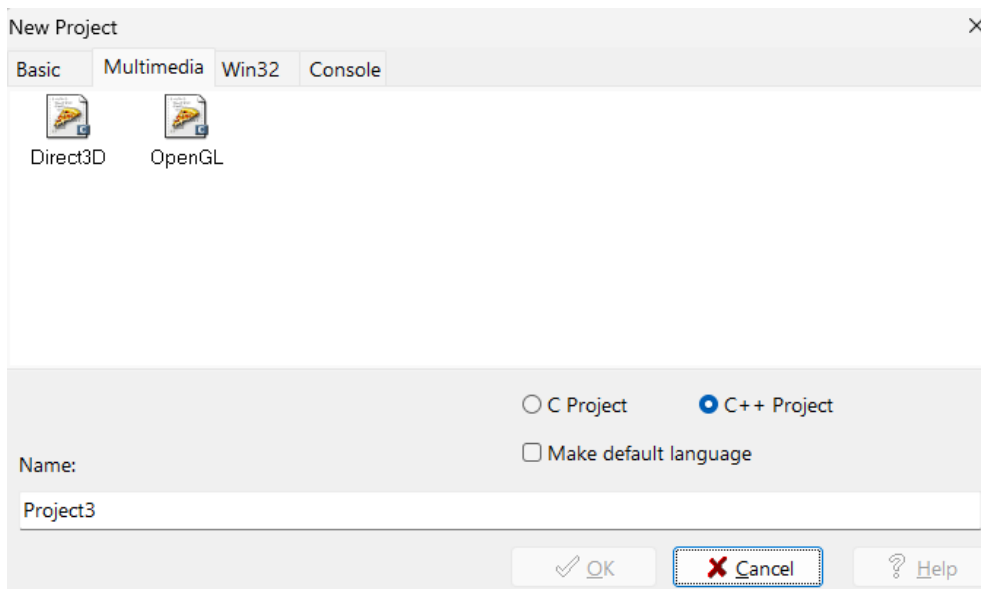 New Project
Basic Multimedia Win32 Console
Direct3D OpenGL
C Project C++ Project
Make default language
Name:
Project3
OK Cancel Help